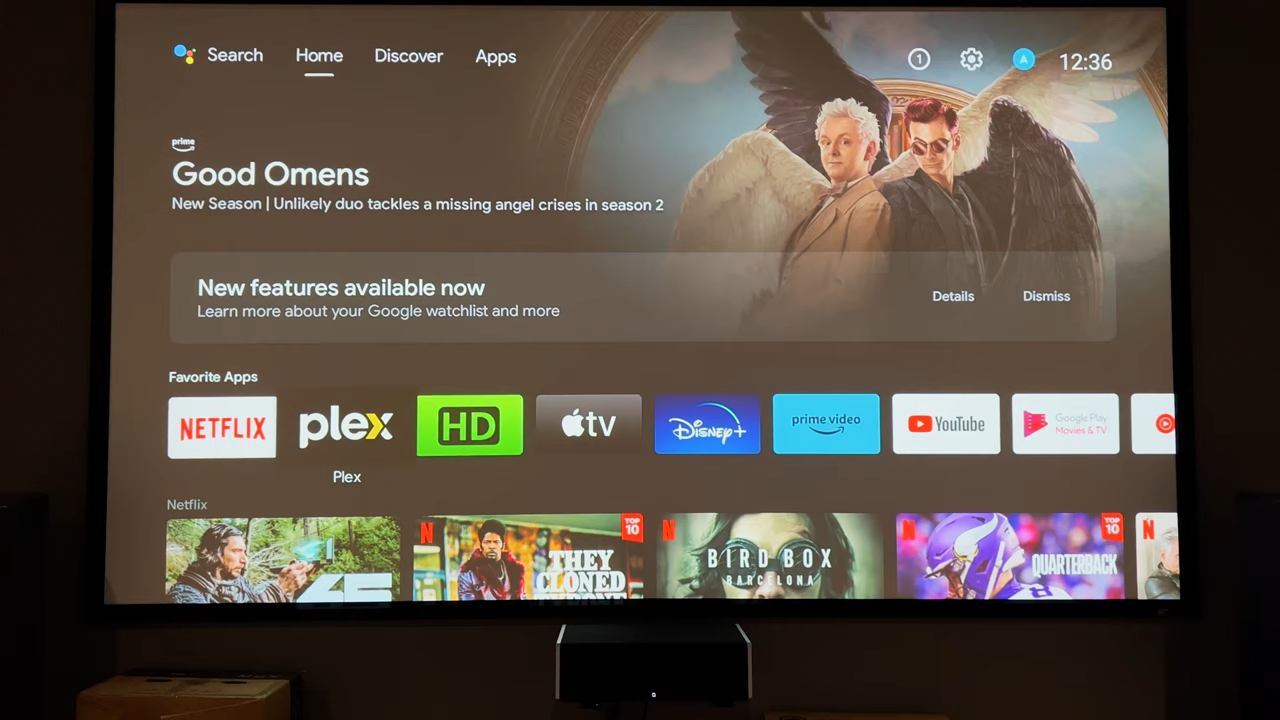 Search Home Discover Apps
1 A 12:36
prime
Good Omens
New Season | Unlikely duo tackles a missing angel crises in season 2
New features available now
Learn more about your Google watchlist and more
Details Dismiss
Favorite Apps
NETFLIX
plex
HD
tv
Disney+
prime video
YouTube
Google Play
Movies & TV
Plex
Netflix
65
N
THEY
CLONED
TOP
10
N
BIRD BOX
BARCELONA
N
QUARTERBACK
TOP
10
N